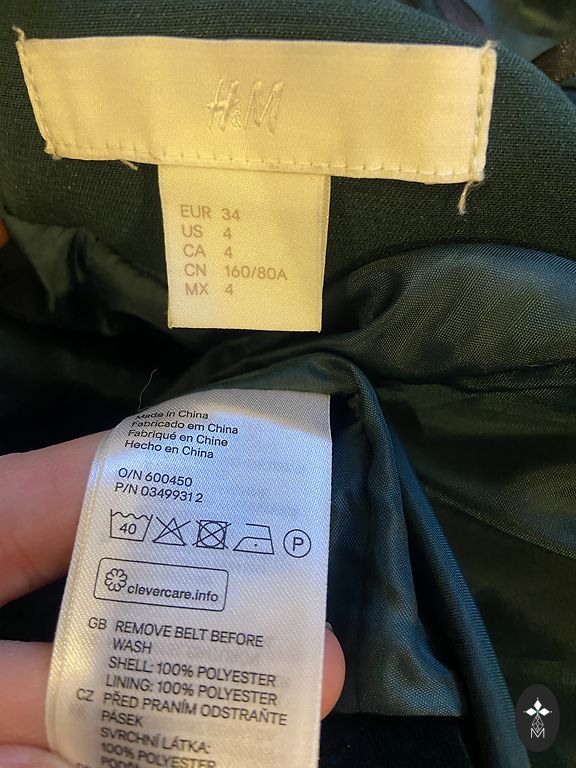 H&M
EUR 34
US 4
CA 4
CN 160/80A
MX 4
Made in China
Fabricado em China
Fabriqué en Chine
Hecho en China
O/N 600450
P/N 03499312
40
P
clevercare.info
GB REMOVE BELT BEFORE
WASH
SHELL: 100% POLYESTER
LINING: 100% POLYESTER
CZ PŘED PRANÍM ODSTRAŇTE
PÁSEK
SVRCHNÍ LÁTKA:
100% POLYESTER
M